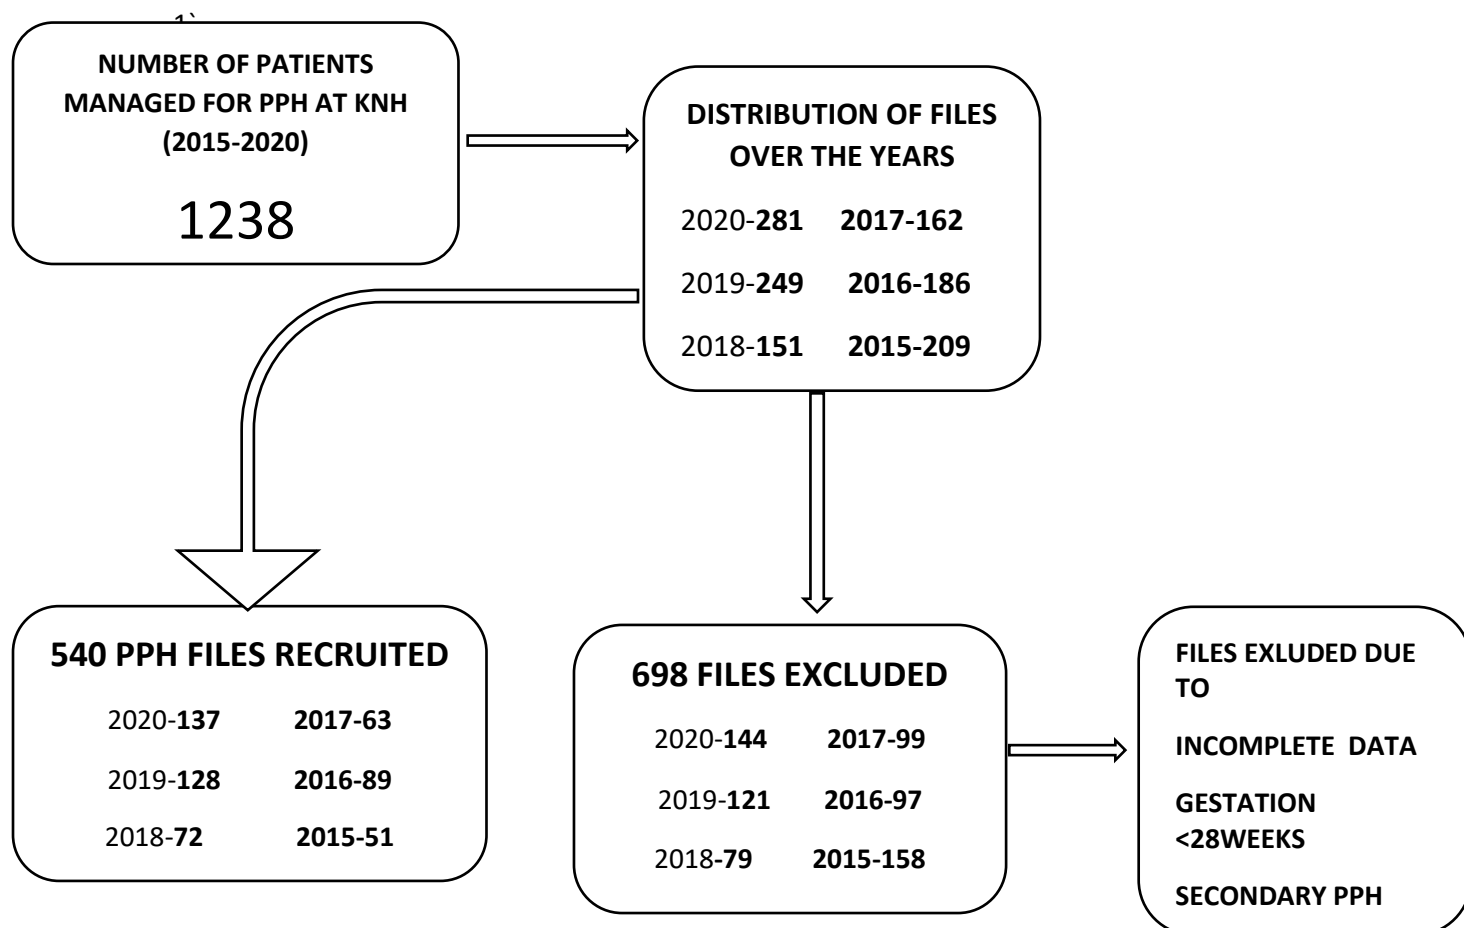 1`
NUMBER OF PATIENTS
MANAGED FOR PPH AT KNH
(2015-2020)
1238
DISTRIBUTION OF FILES
OVER THE YEARS
2020-281 2017-162
2019-249 2016-186
2018-151 2015-209
540 PPH FILES RECRUITED
2020-137 2017-63
2019-128 2016-89
2018-72 2015-51
698 FILES EXCLUDED
2020-144 2017-99
2019-121 2016-97
2018-79 2015-158
FILES EXLUDED DUE
TO
INCOMPLETE DATA
GESTATION
<28WEEKS
SECONDARY PPH